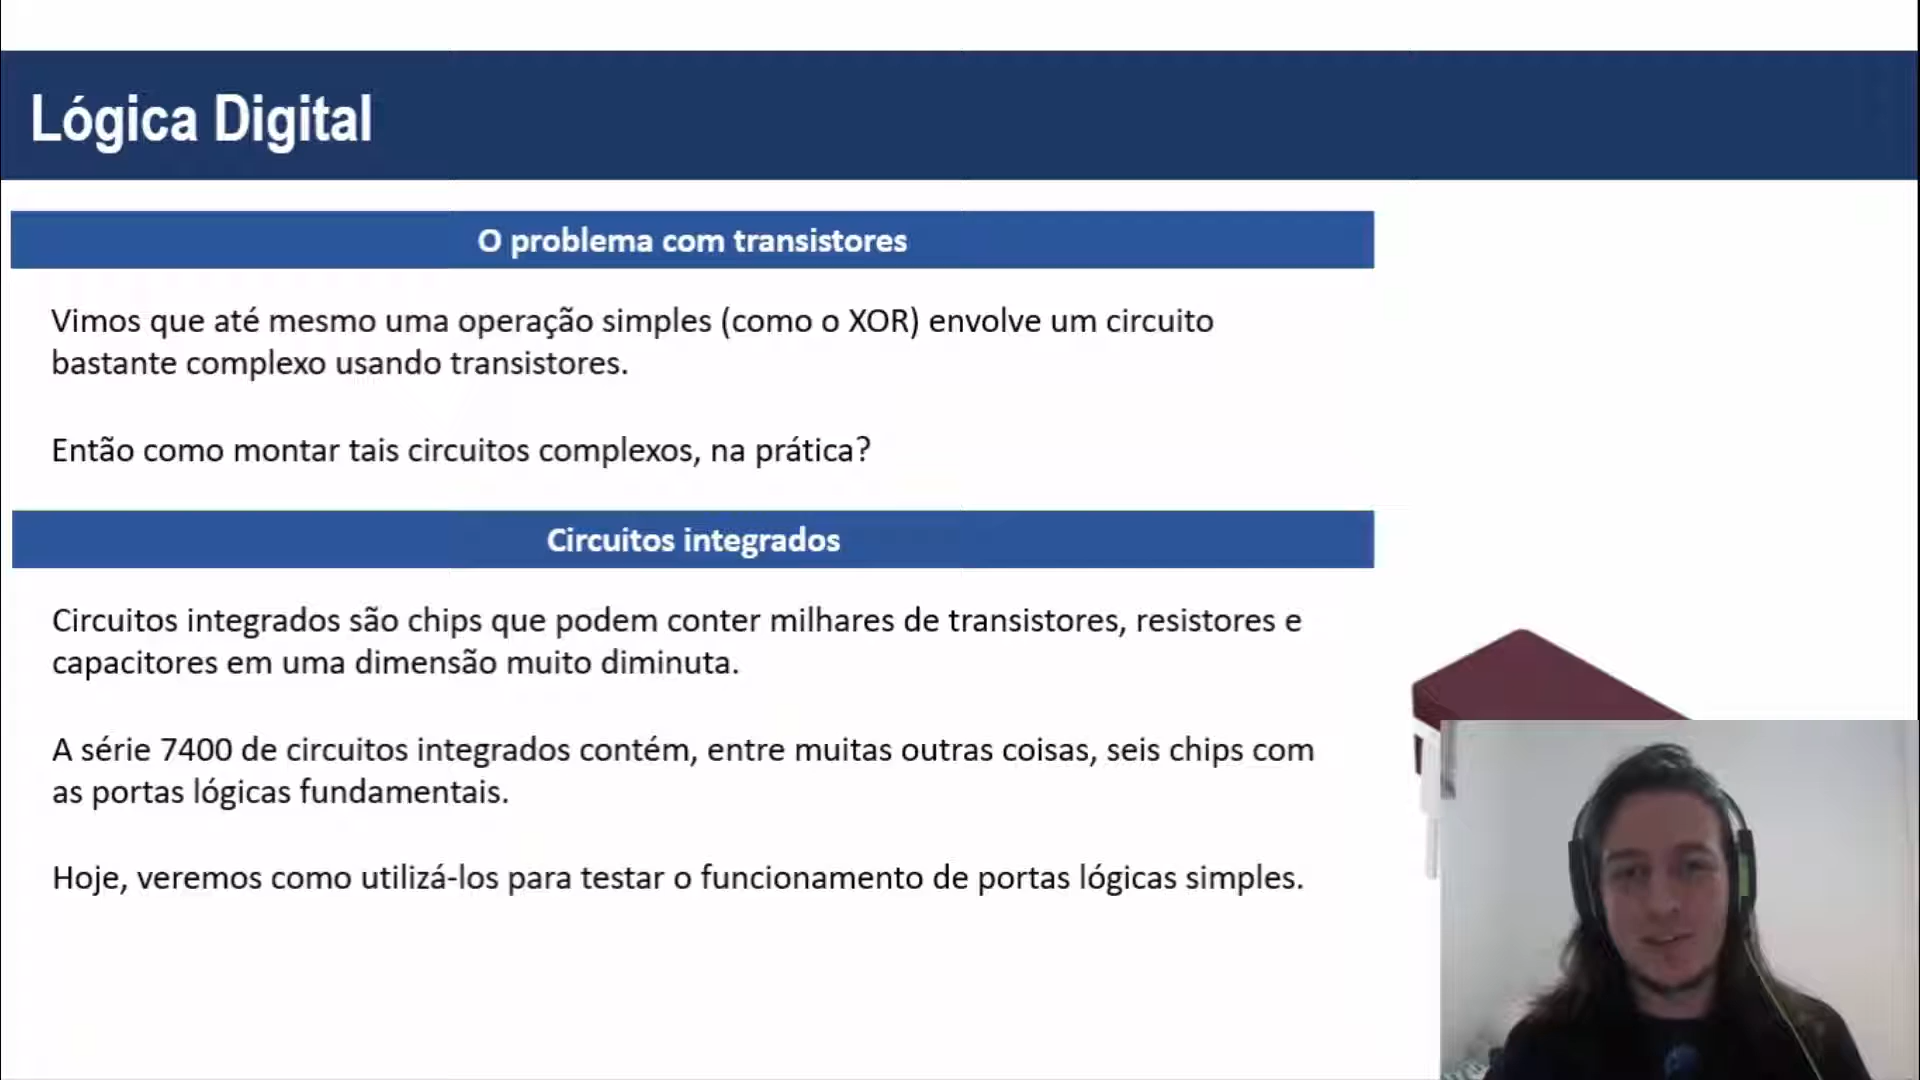 Lógica Digital
O problema com transistores
Vimos que até mesmo uma operação simples (como o XOR) envolve um circuito
bastante complexo usando transistores.
Então como montar tais circuitos complexos, na prática?
Circuitos integrados
Circuitos integrados são chips que podem conter milhares de transistores, resistores e
capacitores em uma dimensão muito diminuta.
A série 7400 de circuitos integrados contém, entre muitas outras coisas, seis chips com
as portas lógicas fundamentais.
Hoje, veremos como utilizá-los para testar o funcionamento de portas lógicas simples.